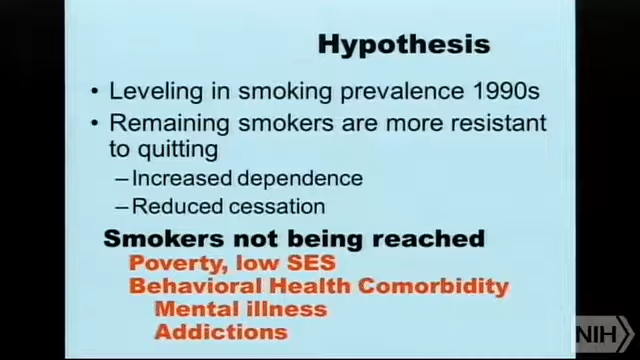 Hypothesis
• Leveling in smoking prevalence 1990s
• Remaining smokers are more resistant
to quitting
–Increased dependence
–Reduced cessation
Smokers not being reached
Poverty, low SES
Behavioral Health Comorbidity
Mental illness
Addictions
NIH